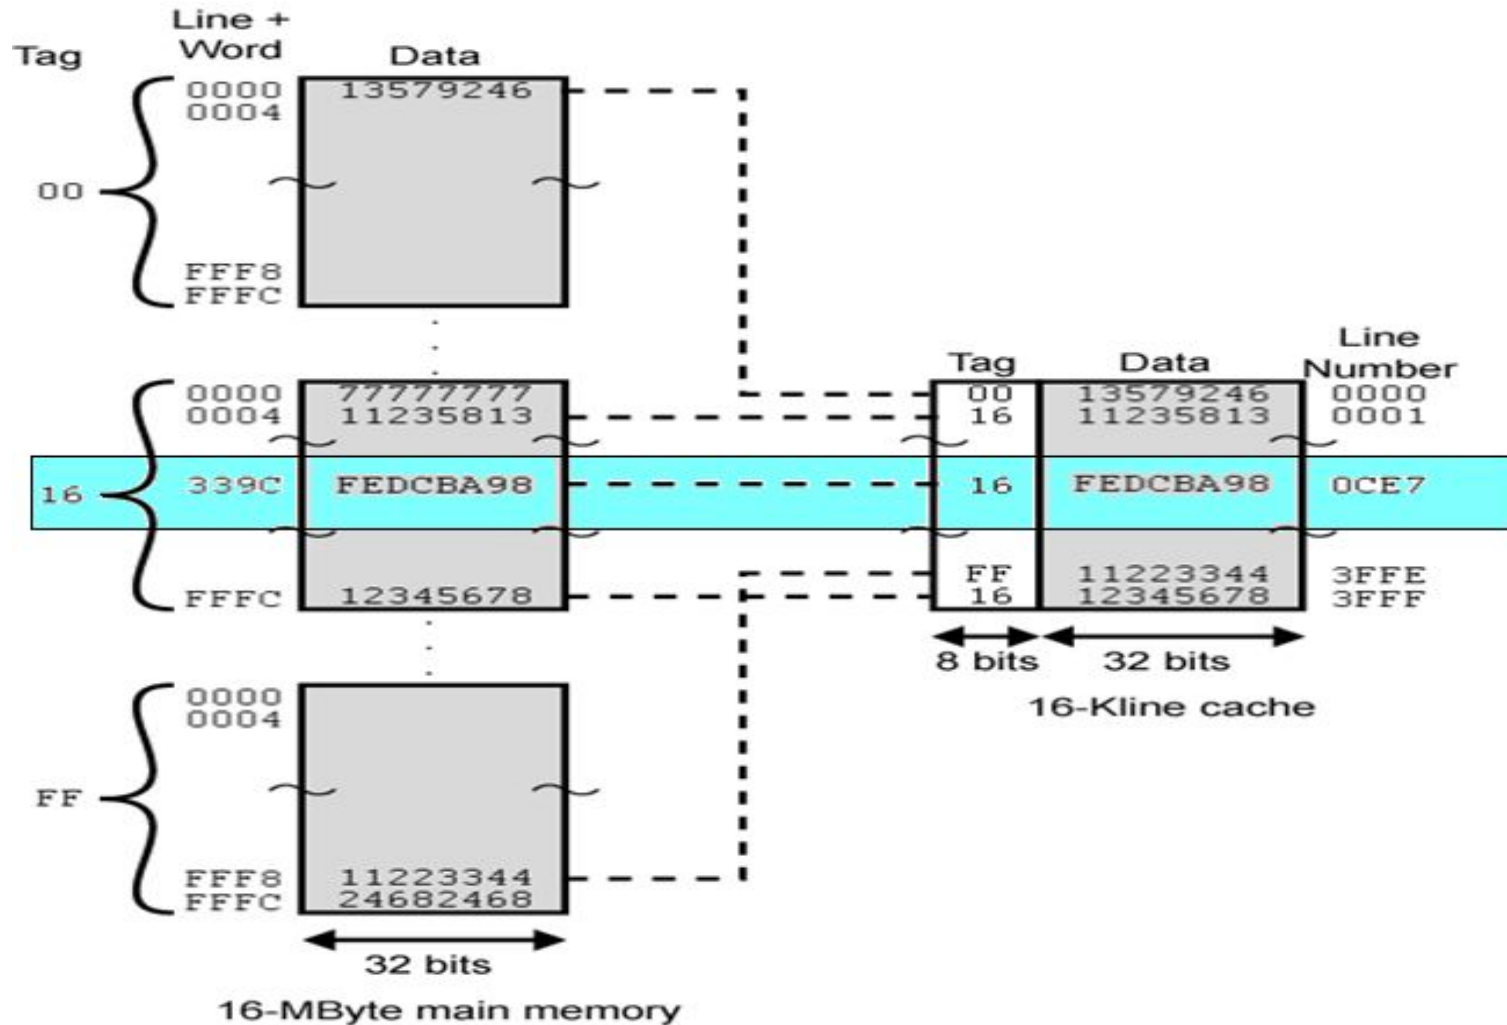 Tag
Line +
Word
Data
0000 13579246
0004
00
FFF8
FFFC
0000 77777777
0004 11235813
16 339C FEDCBA98
FFFC 12345678
0000
0004
FF
FFF8 11223344
FFFC 24682468
32 bits
16-MByte main memory
Tag
Data
Line
Number
00 13579246 0000
16 11235813 0001
16 FEDCBA98 0CE7
FF 11223344 3FFE
16 12345678 3FFF
8 bits
32 bits
16-Kline cache